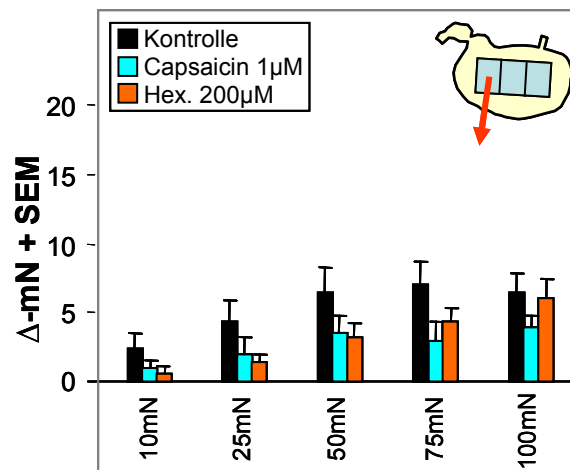 Kontrolle
Capsaicin 1µM
Hex. 200µM
Δ-mN + SEM
20
15
10
5
0
10mN
25mN
50mN
75mN
100mN